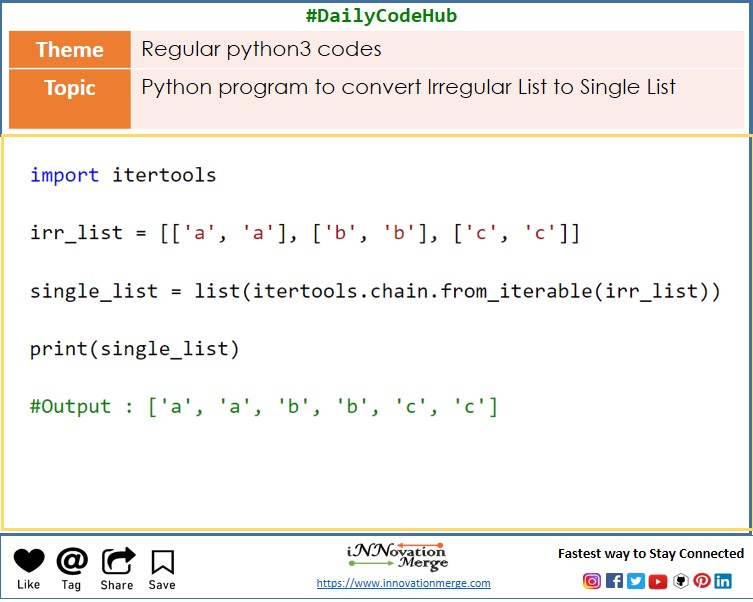 #DailyCodeHub
Theme
Regular python3 codes
Topic
Python program to convert Irregular List to Single List
import itertools
irr_list = [['a', 'a'], ['b', 'b'], ['c', 'c']]
single_list = list(itertools.chain.from_iterable(irr_list))
print(single_list)
#Output : ['a', 'a', 'b', 'b', 'c', 'c']
Like
Tag
Share
Save
iNNovation
Merge
https://www.innovationmerge.com
Fastest way to Stay Connected